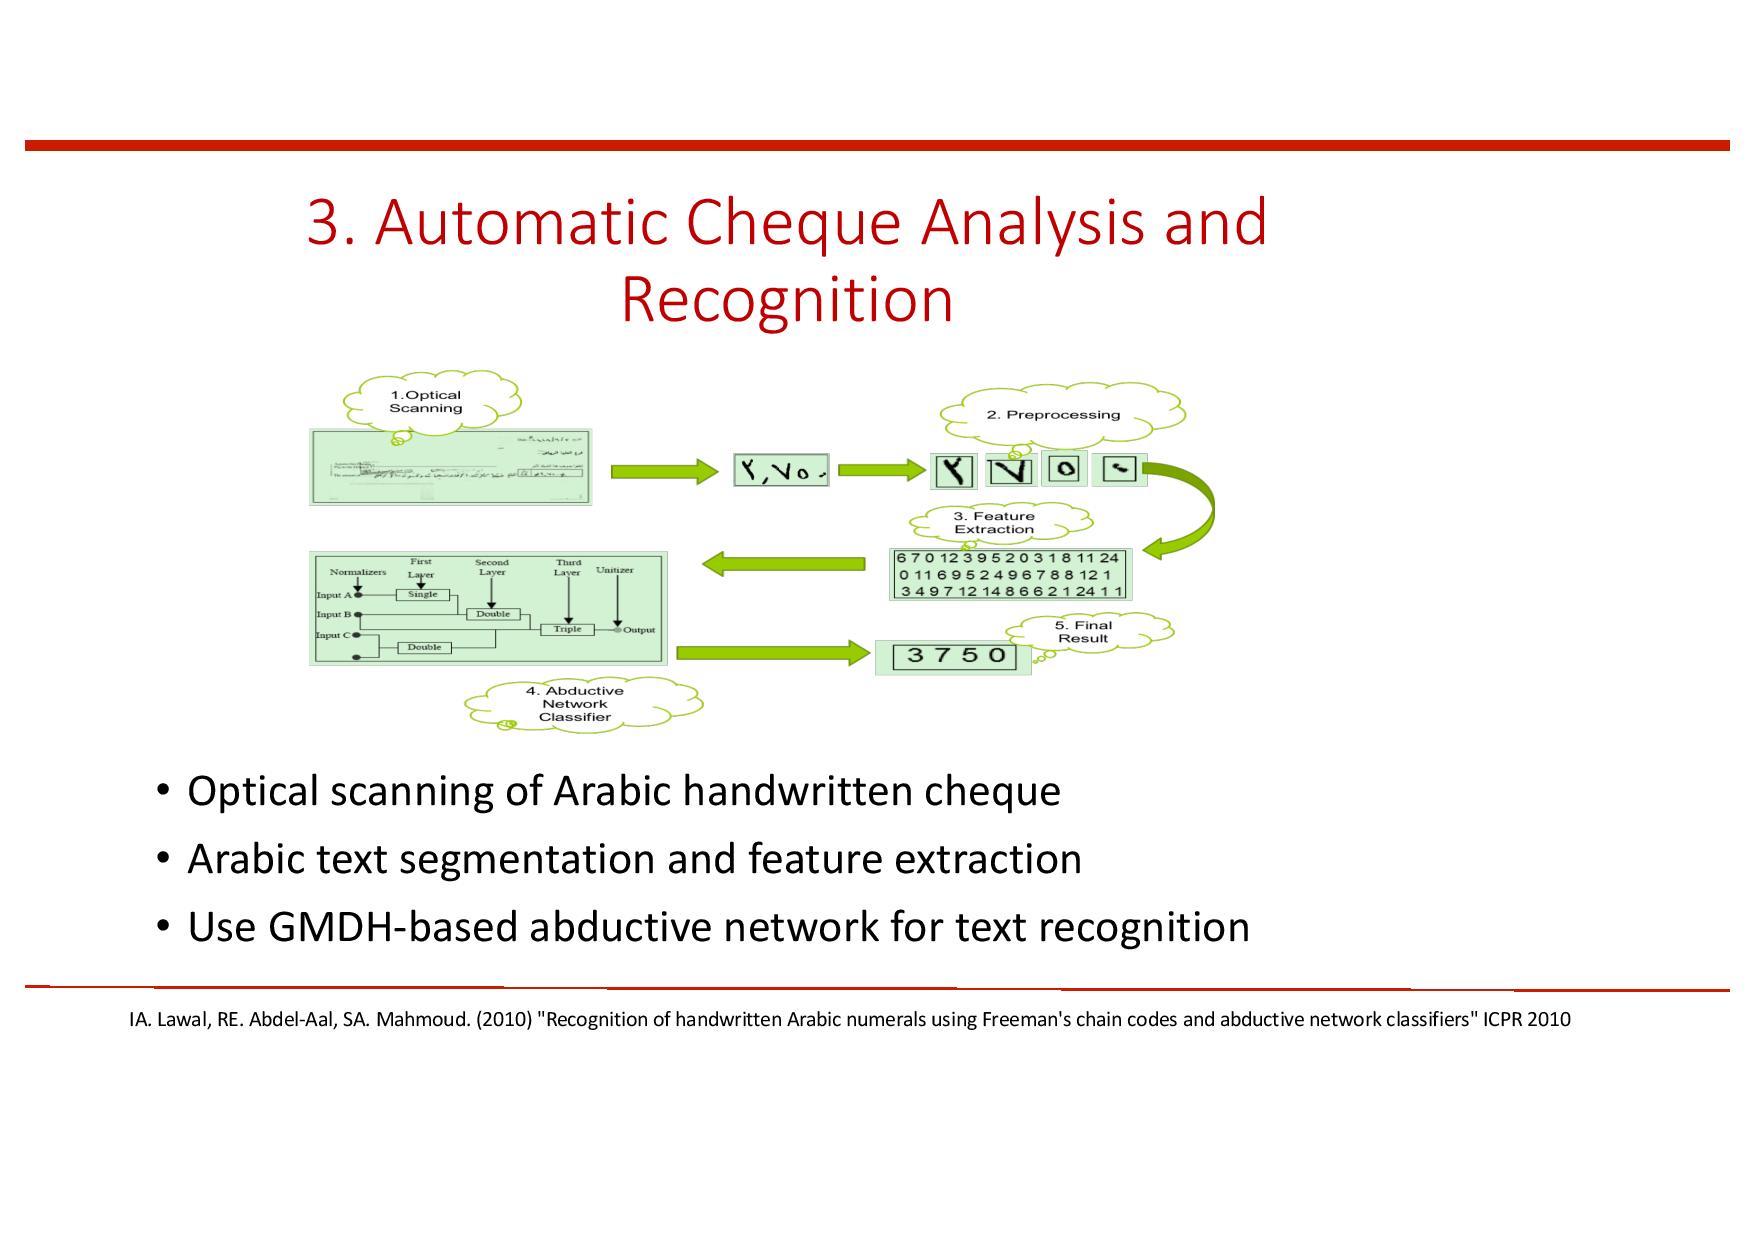 3. Automatic Cheque Analysis and
Recognition
1.Optical
Scanning
2. Preprocessing
٣,٧٥٠
٣ ٧ ٥ ٠
3. Feature
Extraction
6 7 0 12 3 9 5 2 0 3 1 8 11 24
0 11 6 9 5 2 4 9 6 7 8 8 12 1
3 4 9 7 12 14 8 6 6 2 1 24 1 1
Normalizers
First
Layer
Second
Layer
Third
Layer
Unitizer
Input A
Single
Input B
Double
Input C
Triple
Output
Double
4. Abductive
Network
Classifier
5. Final
Result
3 7 5 0
• Optical scanning of Arabic handwritten cheque
• Arabic text segmentation and feature extraction
• Use GMDH-based abductive network for text recognition
IA. Lawal, RE. Abdel-Aal, SA. Mahmoud. (2010) "Recognition of handwritten Arabic numerals using Freeman's chain codes and abductive network classifiers" ICPR 2010